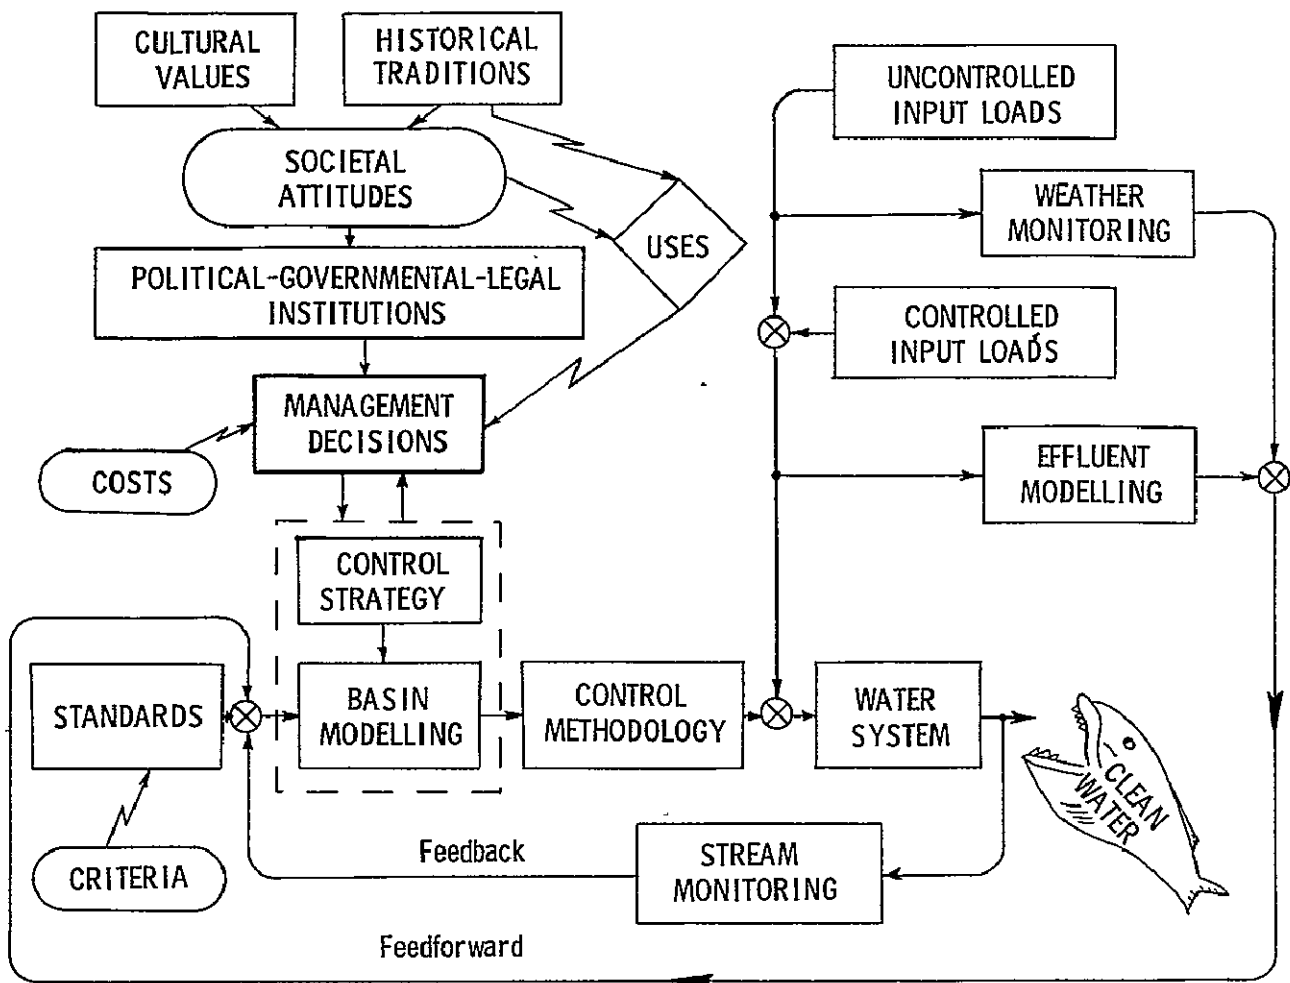 CULTURAL
VALUES
HISTORICAL
TRADITIONS
UNCONTROLLED
INPUT LOADS
SOCIETAL
ATTITUDES
WEATHER
MONITORING
USES
POLITICAL-GOVERNMENTAL-LEGAL
INSTITUTIONS
CONTROLLED
INPUT LOADS
MANAGEMENT
DECISIONS
COSTS
EFFLUENT
MODELLING
CONTROL
STRATEGY
STANDARDS
BASIN
MODELLING
CONTROL
METHODOLOGY
WATER
SYSTEM
CLEAN
WATER
CRITERIA
Feedback
STREAM
MONITORING
Feedforward